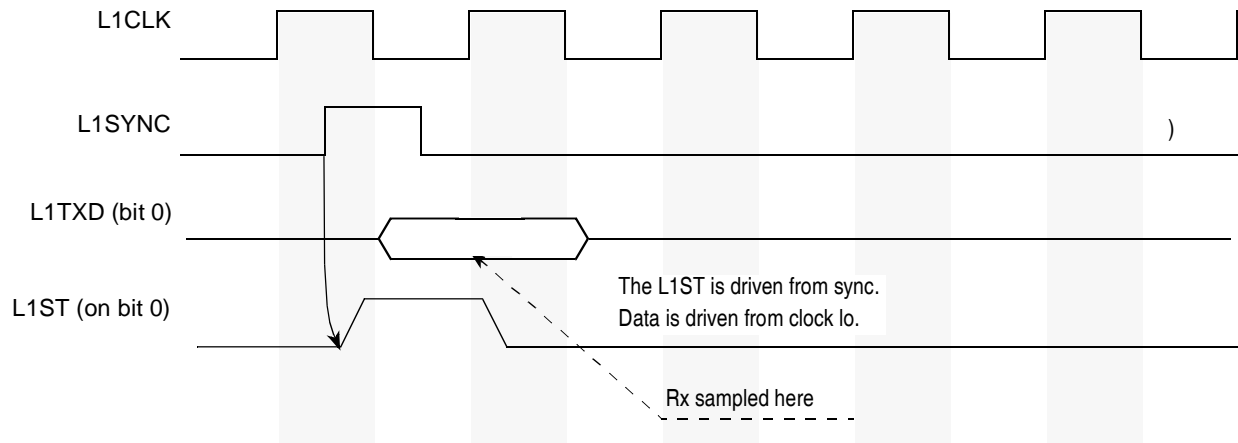 L1CLK
L1SYNC
)
L1TXD (bit 0)
L1ST (on bit 0)
The L1ST is driven from sync.
Data is driven from clock lo.
Rx sampled here